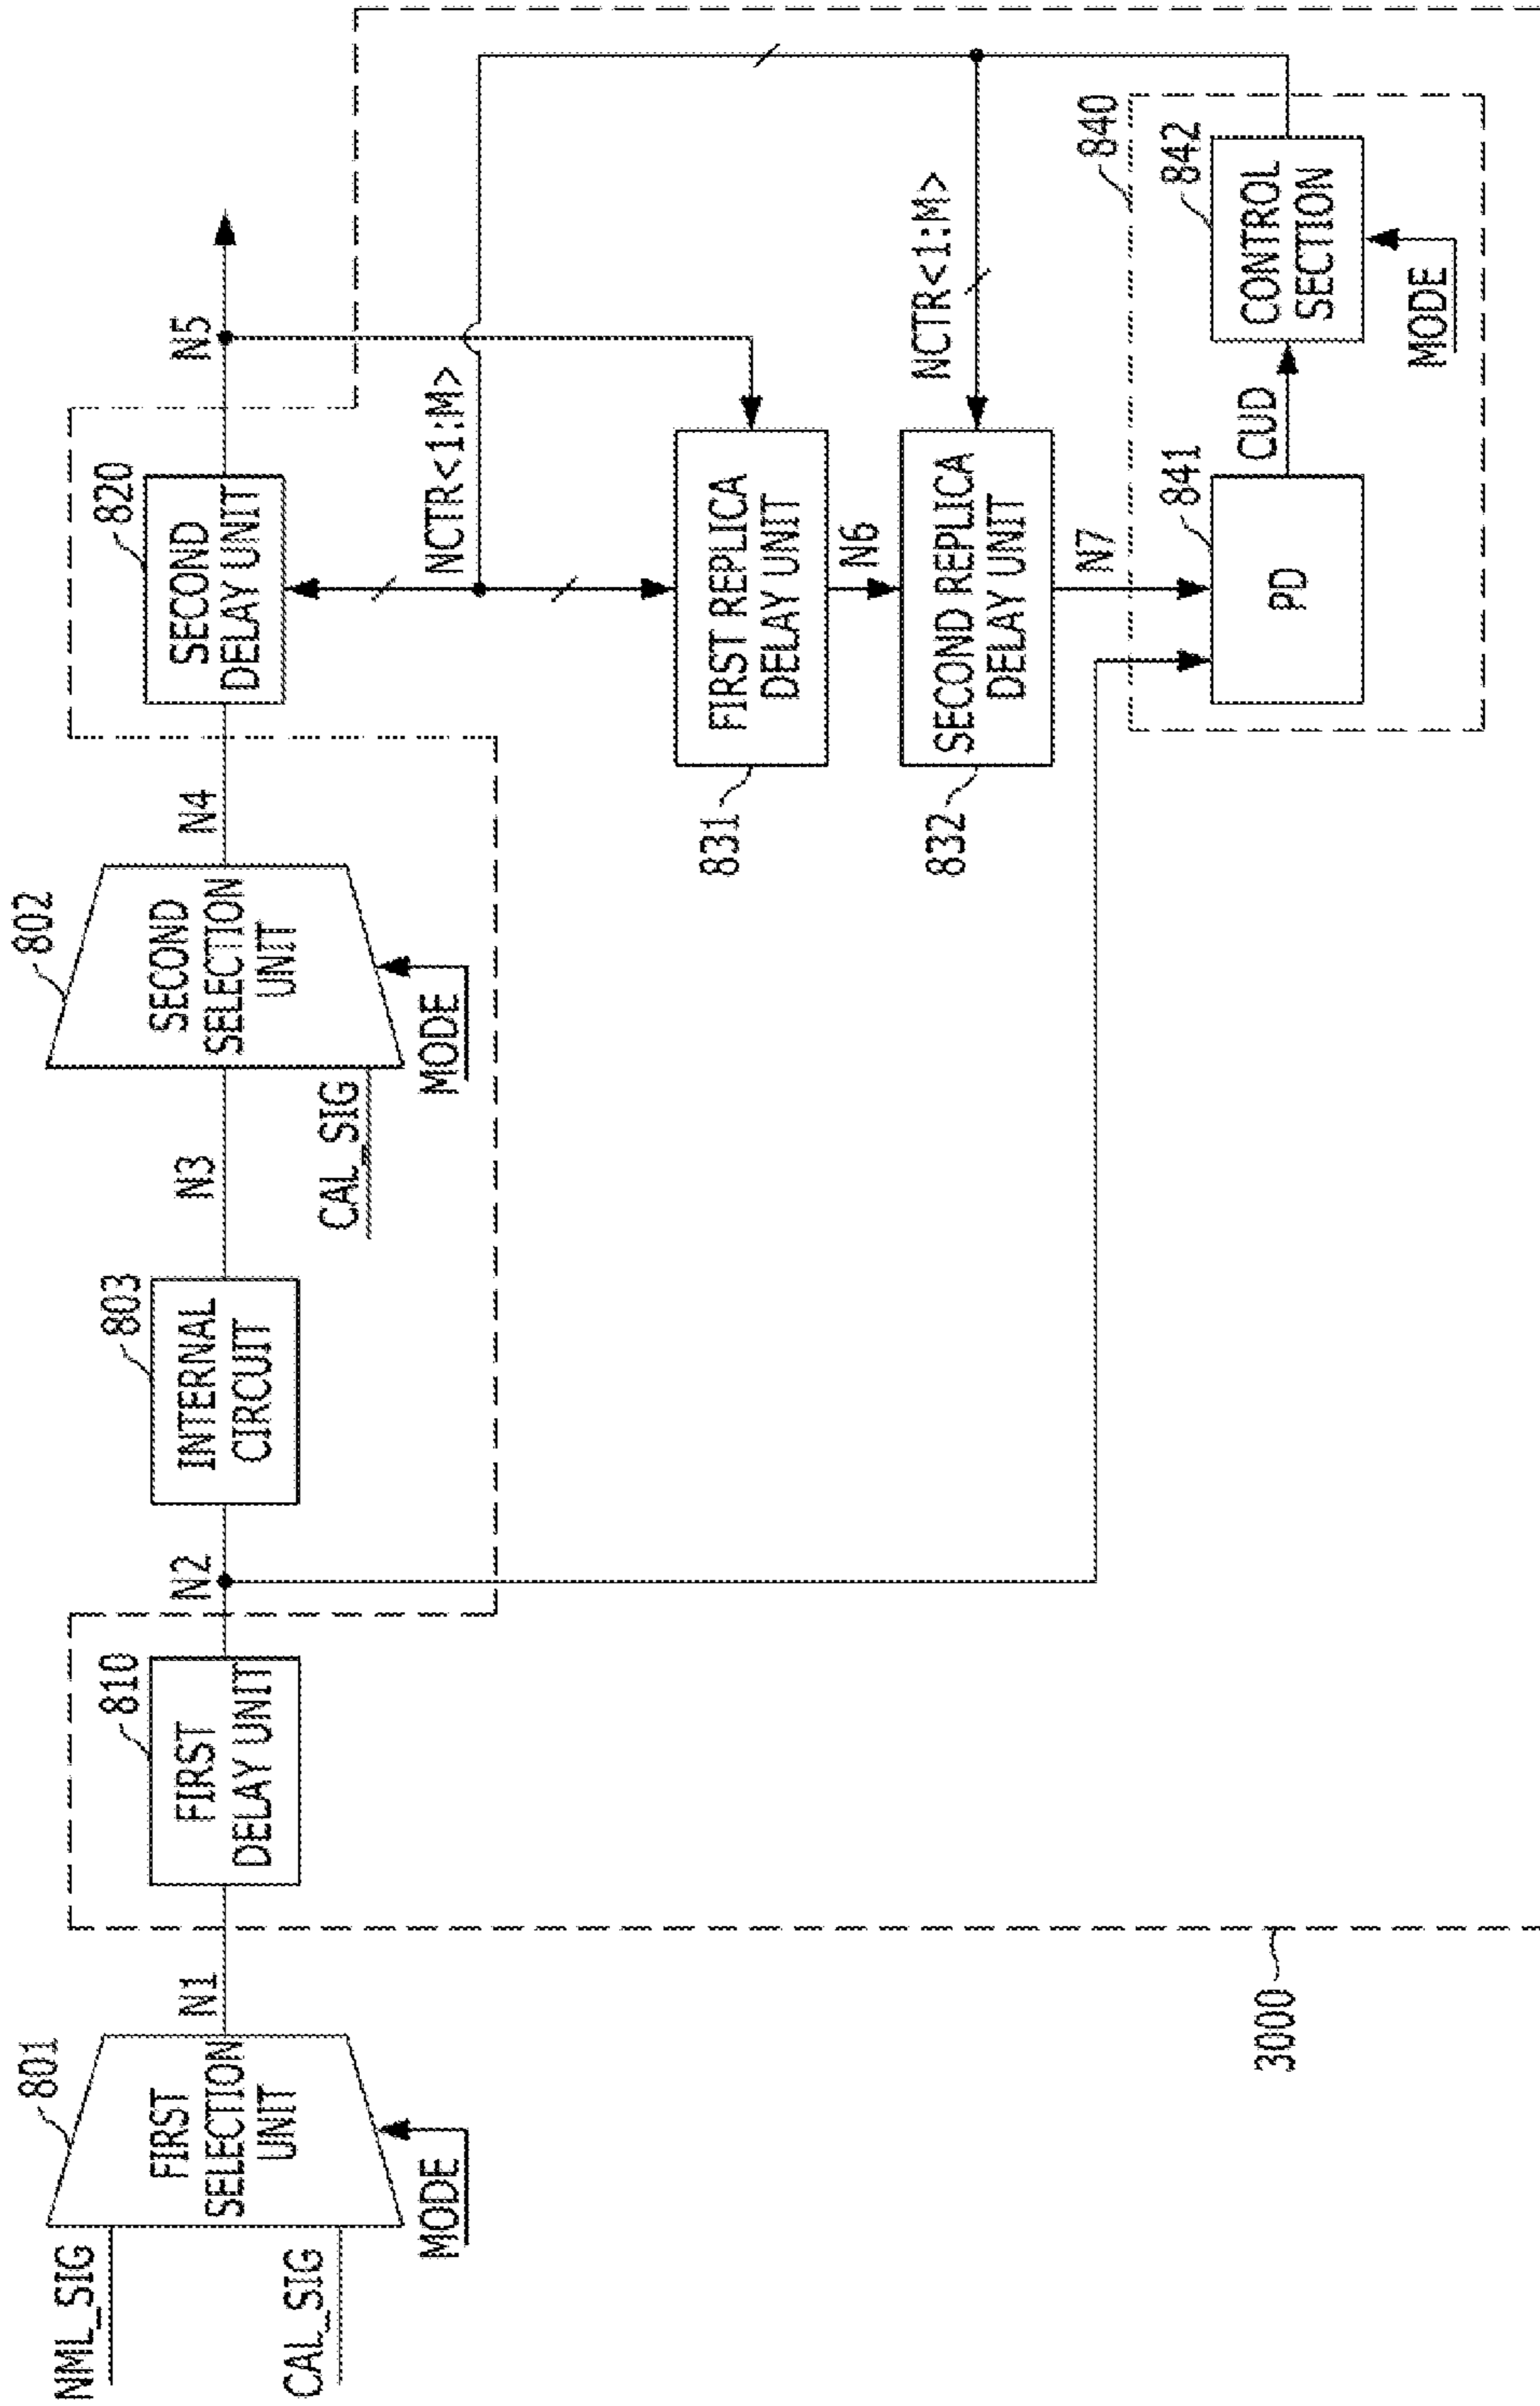 NML_SIG
CAL_SIG
801
FIRST
SELECTION
UNIT
MODE
N1
810
FIRST
DELAY UNIT
N2
803
INTERNAL
CIRCUIT
N3
CAL_SIG
802
SECOND
SELECTION
UNIT
MODE
N4
820
SECOND
DELAY UNIT
N5
NCTR<1:M>
831
FIRST REPLICA
DELAY UNIT
N6
NCTR<1:M>
832
SECOND REPLICA
DELAY UNIT
N7
840
841
PD
CUD
842
CONTROL
SECTION
MODE
3000